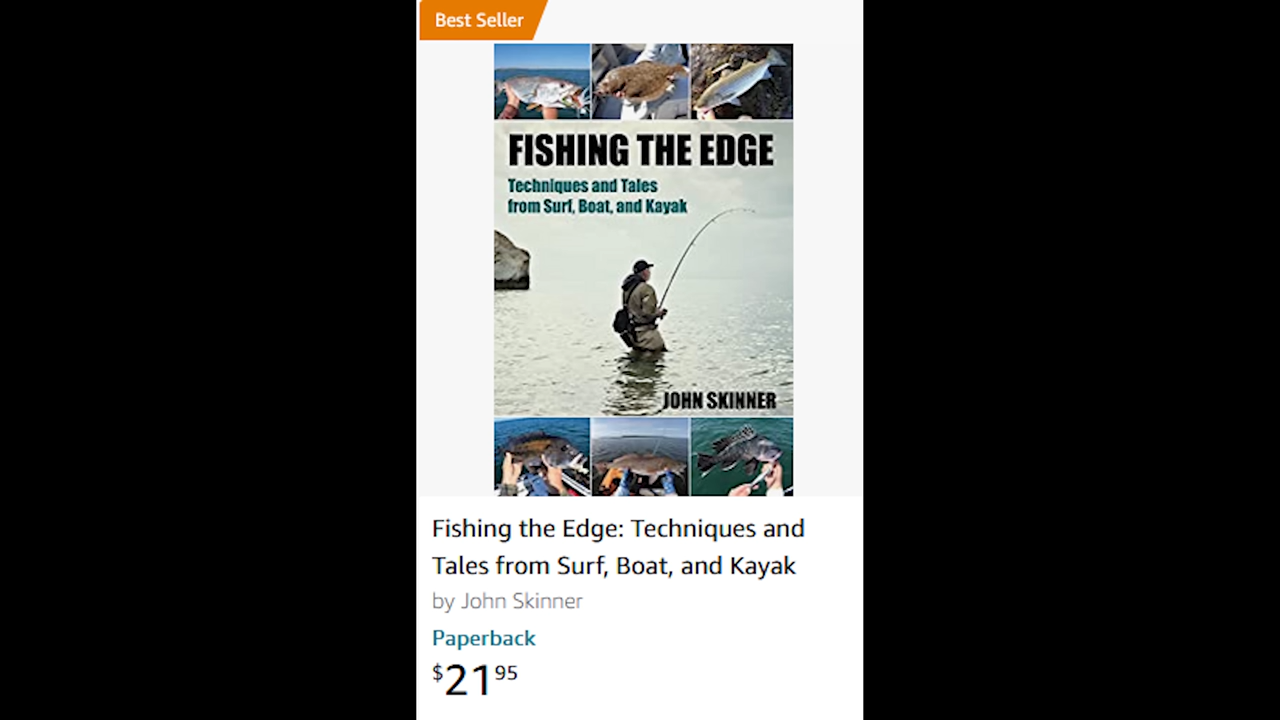 Best Seller
FISHING THE EDGE
Techniques and Tales
from Surf, Boat, and Kayak
JOHN SKINNER
Fishing the Edge: Techniques and
Tales from Surf, Boat, and Kayak
by John Skinner
Paperback
$21 95